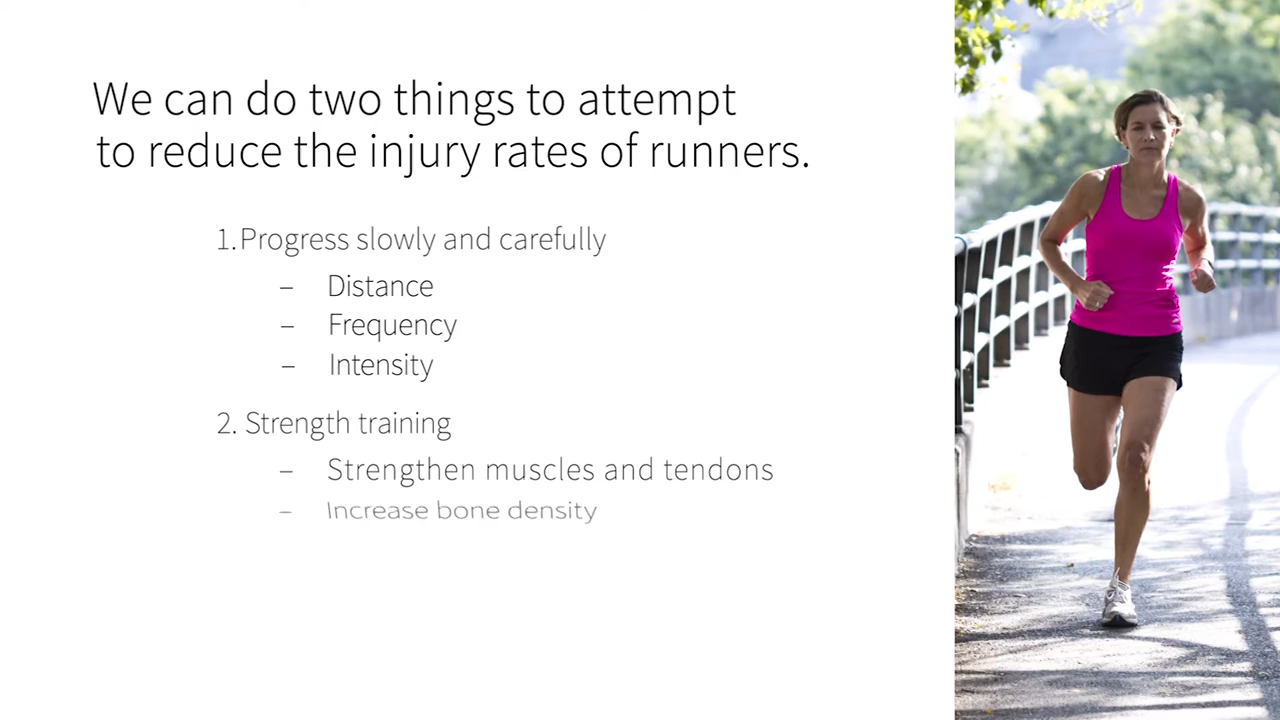 We can do two things to attempt
to reduce the injury rates of runners.
1.Progress slowly and carefully
– Distance
– Frequency
– Intensity
2. Strength training
– Strengthen muscles and tendons
– Increase bone density